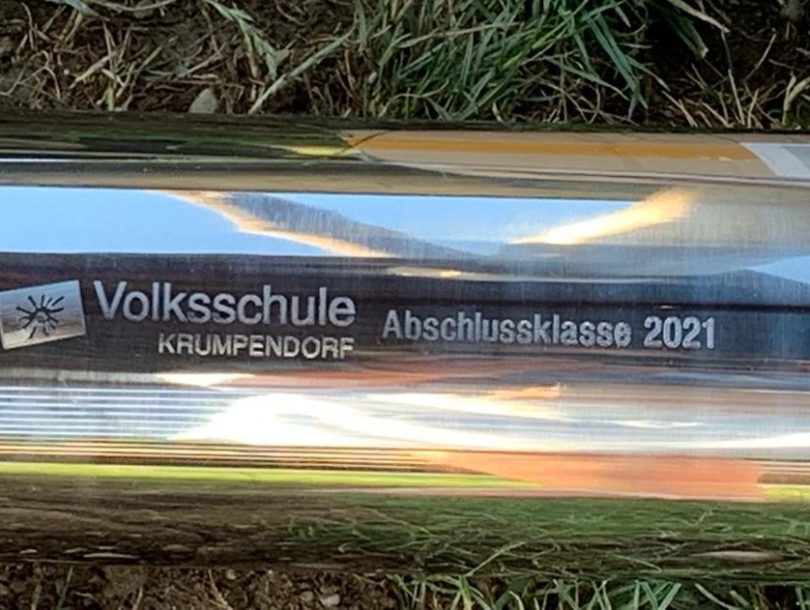 Volksschule
KRUMPENDORF
Abschlussklasse 2021